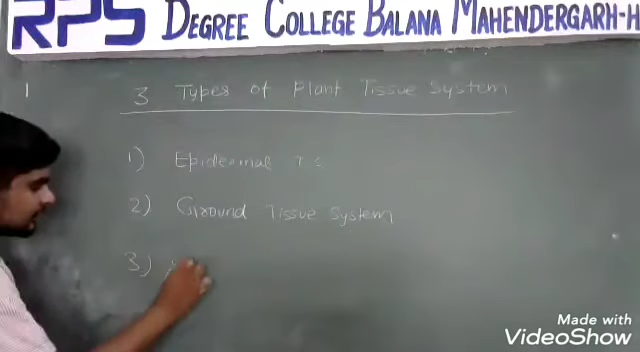 RPS DEGREE COLLEGE BALANA MAHENDERGARH-H
1
3 Types of Plant Tissue System
1) Epidermal T S
2) Ground Tissue System
3)
Made with
VideoShow